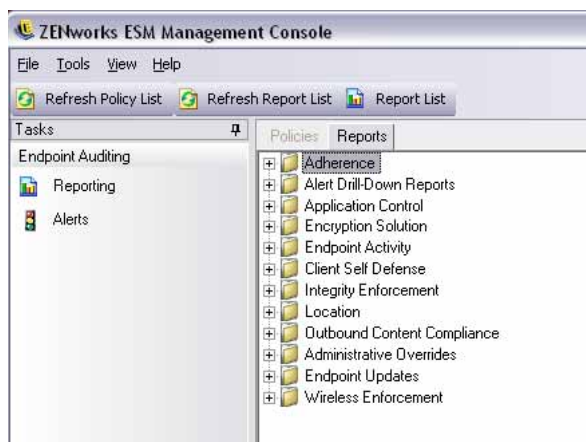 ZENworks ESM Management Console
File Tools View Help
Refresh Policy List Refresh Report List Report List
Tasks
Endpoint Auditing
Reporting
Alerts
Policies Reports
Adherence
Alert Drill-Down Reports
Application Control
Encryption Solution
Endpoint Activity
Client Self Defense
Integrity Enforcement
Location
Outbound Content Compliance
Administrative Overrides
Endpoint Updates
Wireless Enforcement